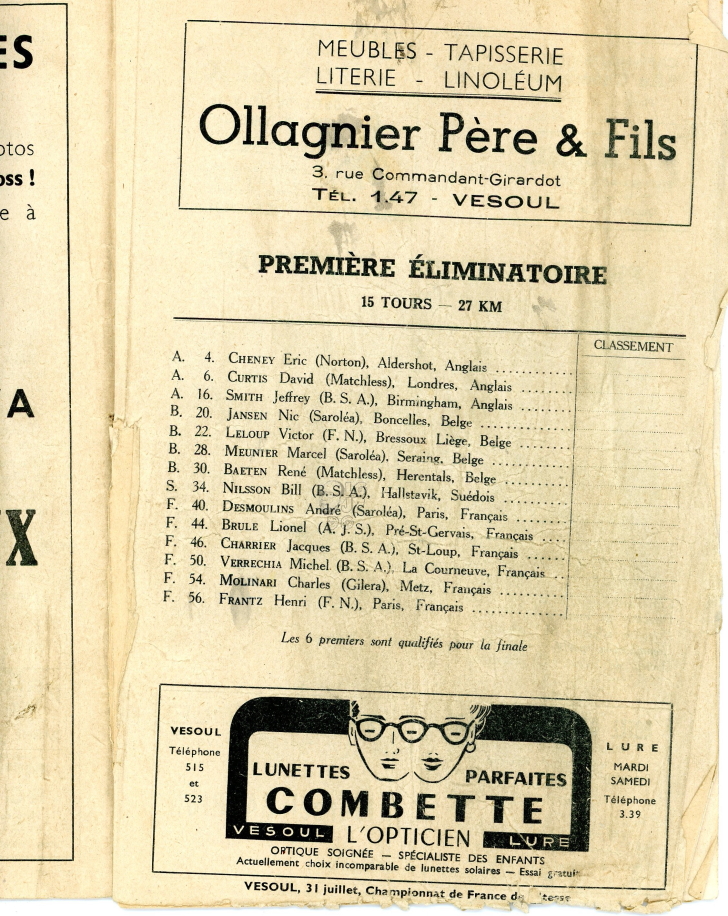 ES
otos
oss !
e à
A
X
MEUBLES - TAPISSERIE
LITERIE - LINOLÉUM
Ollagnier Père & Fils
3, rue Commandant-Girardot
TÉL. 1.47 - VESOUL
PREMIÈRE ÉLIMINATOIRE
15 TOURS — 27 KM
CLASSEMENT
A. 4. CHENEY Eric (Norton), Aldershot, Anglais ............
A. 6. CURTIS David (Matchless), Londres, Anglais ............
A. 16. SMITH Jeffrey (B. S. A.), Birmingham, Anglais ............
B. 20. JANSEN Nic (Saroléa), Boncelles, Belge ............
B. 22. LELOUP Victor (F. N.), Bressoux Liège, Belge ............
B. 28. MEUNIER Marcel (Saroléa), Seraing, Belge ............
B. 30. BAETEN René (Matchless), Herentals, Belge ............
S. 34. NILSSON Bill (B. S. A.), Hallstavik, Suédois ............
F. 40. DESMOULINS André (Saroléa), Paris, Français ............
F. 44. BRULE Lionel (A. J. S.), Pré-St-Gervais, Français ............
F. 46. CHARRIER Jacques (B. S. A.), St-Loup, Français ............
F. 50. VERRECHIA Michel (B. S. A.), La Courneuve, Français ....
F. 54. MOLINARI Charles (Gilera), Metz, Français ............
F. 56. FRANTZ Henri (F. N.), Paris, Français ............
Les 6 premiers sont qualifiés pour la finale
VESOUL
Téléphone
515
et
523
LUNETTES PARFAITES
COMBETTE
VESOUL L'OPTICIEN LURE
OPTIQUE SOIGNÉE — SPÉCIALISTE DES ENFANTS
Actuellement choix incomparable de lunettes solaires — Essai gratuit
LURE
MARDI
SAMEDI
Téléphone
3.39
VESOUL, 31 juillet, Championnat de France de